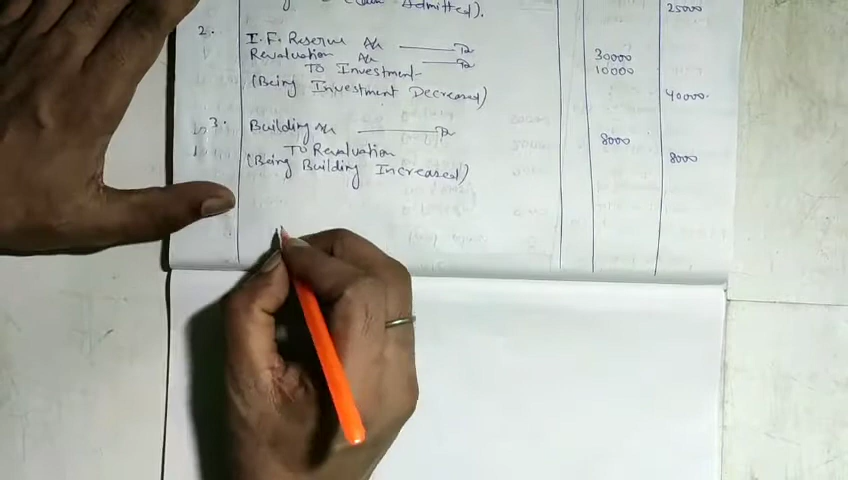 Claim Admitted).
25000
2.
I. F. Reserve A/c Dr
Revaluation A/c Dr 30000
To Investment 10000
(Being Investment Decreased) 40000.
3. Building A/c Dr 8000
To Revaluation 8000
(Being Building Increased)